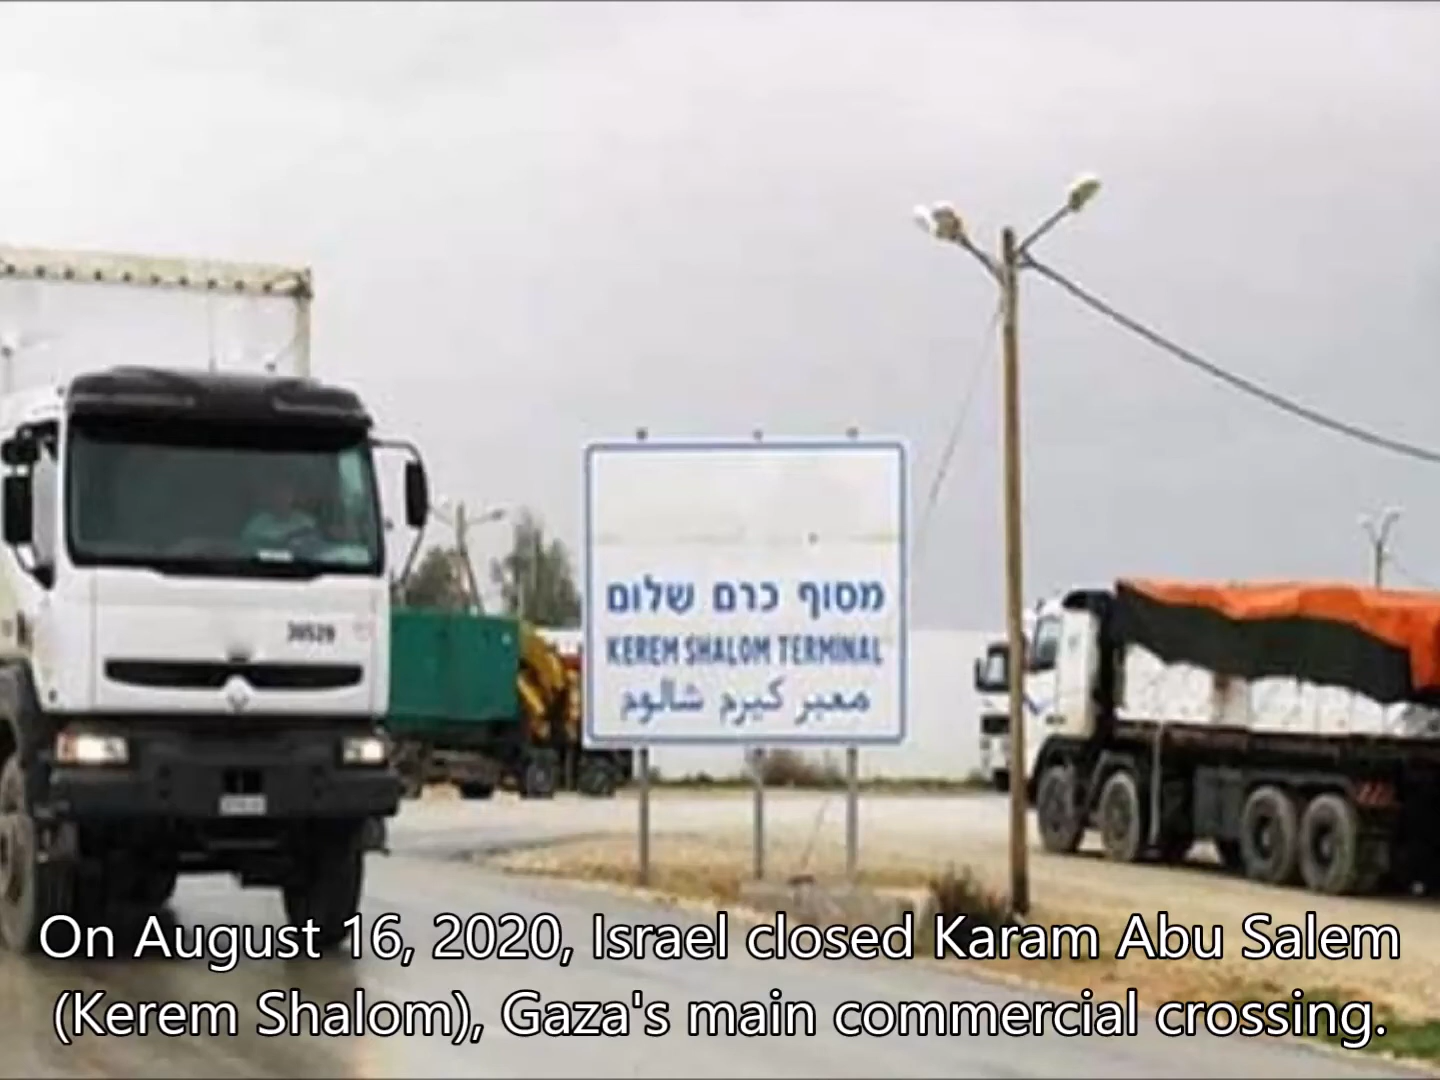 30529
מסוף כרם שלום
KEREM SHALOM TERMINAL
معبر كيرم شالوم
On August 16, 2020, Israel closed Karam Abu Salem
(Kerem Shalom), Gaza's main commercial crossing.